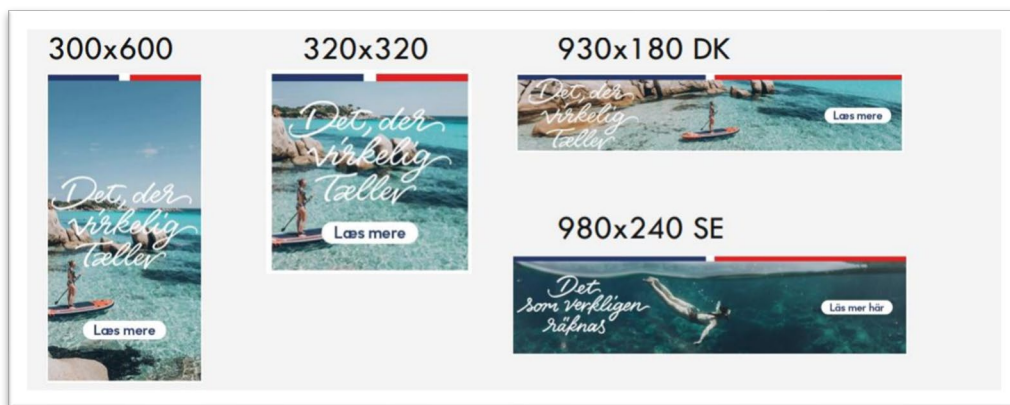 300x600
320x320
930x180 DK
Det, der
virkelig
Tæller
Læs mere
Det, der
virkelig
Tæller
Læs mere
Det, der
virkelig
Tæller
Læs mere
980x240 SE
Det
som verkligen
räknas
Läs mer här